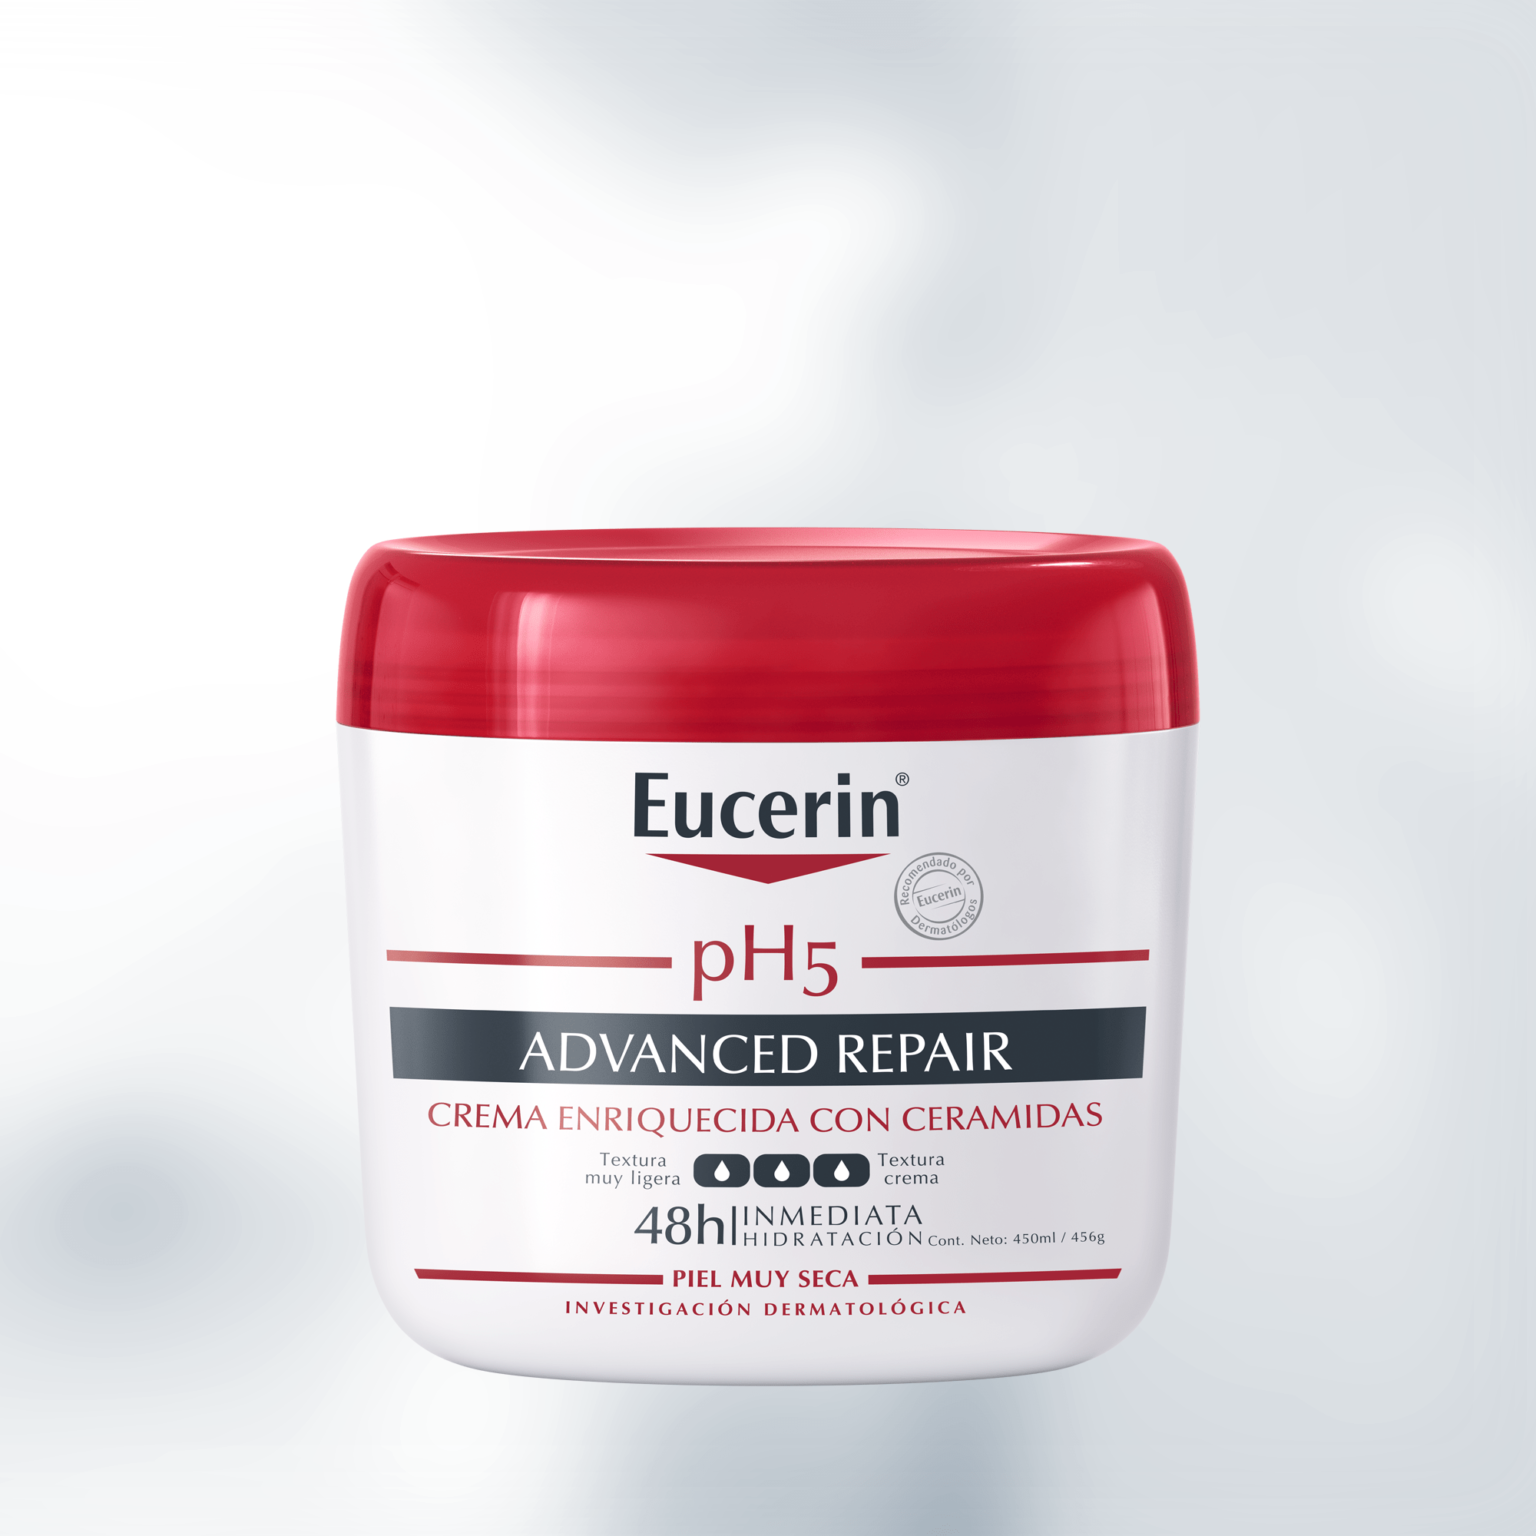 Eucerin®
Recomendado por
Eucerin
Dermatólogos
pH5
ADVANCED REPAIR
CREMA ENRIQUECIDA CON CERAMIDAS
Textura
muy ligera
Textura
crema
48h
INMEDIATA
HIDRATACIÓN
Cont. Neto: 450ml / 456g
PIEL MUY SECA
INVESTIGACIÓN DERMATOLÓGICA